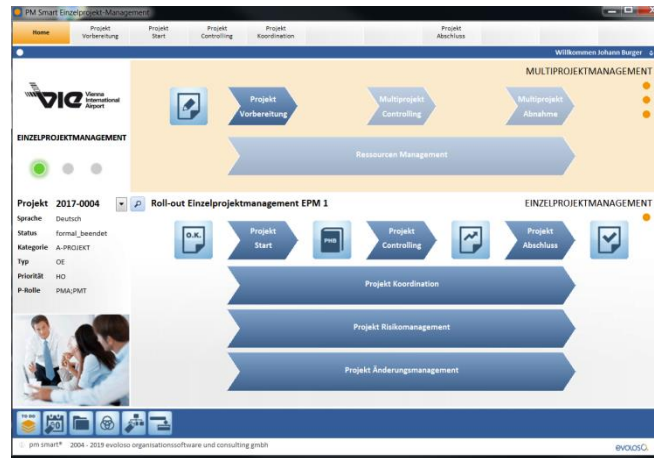 PM Smart Einzelprojekt-Management
Home
Projekt
Vorbereitung
Projekt
Start
Projekt
Controlling
Projekt
Koordination
Projekt
Abschluss
Willkommen Johann Burger
MULTIPROJEKTMANAGEMENT
VIE
Vienna
International
Airport
Projekt
Vorbereitung
Multiprojekt
Controlling
Multiprojekt
Abnahme
EINZELPROJEKTMANAGEMENT
Ressourcen Management
Projekt 2017-0004
Roll-out Einzelprojektmanagement EPM 1
EINZELPROJEKTMANAGEMENT
Sprache Deutsch
Status formal_beendet
Kategorie A-PROJEKT
Typ OE
Priorität HO
P-Rolle PMA;PMT
O.K.
Projekt
Start
PHB
Projekt
Controlling
Projekt
Abschluss
Projekt Koordination
Projekt Risikomanagement
Projekt Änderungsmanagement
TO DO
pm smart® 2004 - 2019 evoloso organisationssoftware und consulting gmbh
evoloso